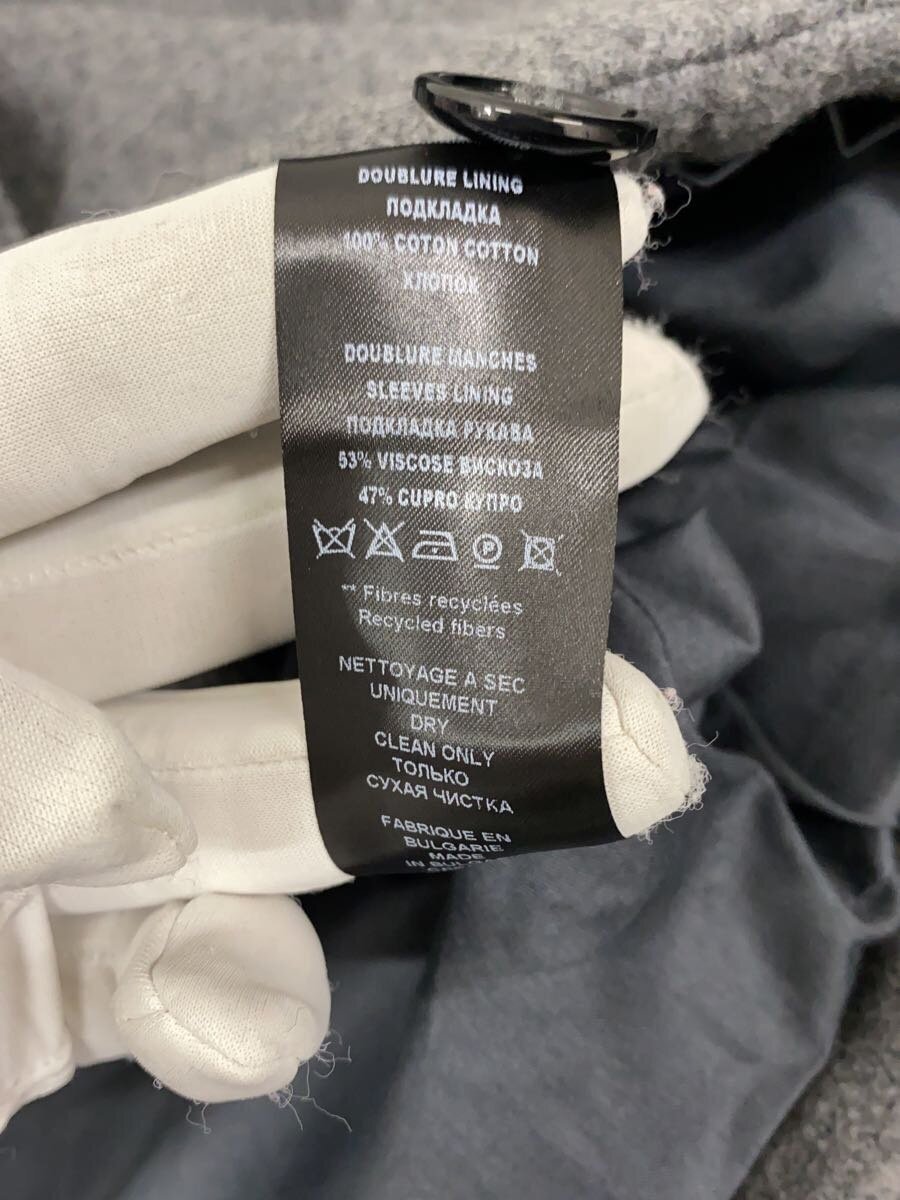 DOUBLURE LINING
ПОДКЛАДКА
100% COTON COTTON
ХЛОПОК
DOUBLURE MANCHES
SLEEVES LINING
ПОДКЛАДКА РУКАВА
53% VISCOSE ВИСКОЗА
47% CUPRO КУПРО
P
** Fibres recyclées
Recycled fibers
NETTOYAGE A SEC
UNIQUEMENT
DRY
CLEAN ONLY
ТОЛЬКО
СУХАЯ ЧИСТКА
FABRIQUE EN
BULGARIE
MADE
IN